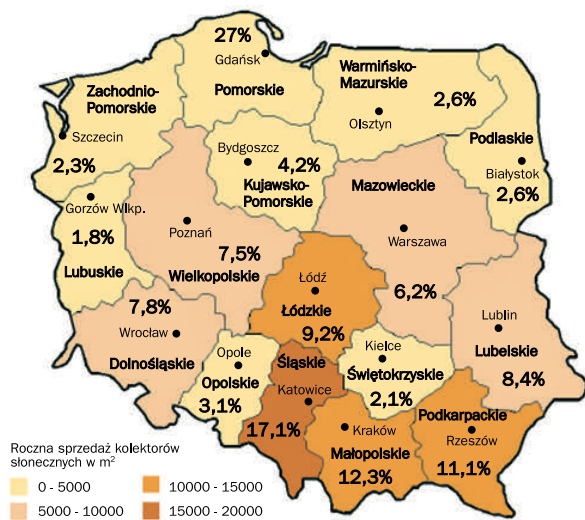 27%
Gdańsk
Pomorskie
Zachodnio-
Pomorskie
Szczecin
2,3%
Warmińsko-
Mazurskie
2,6%
Olsztyn
Podlaskie
Białystok
2,6%
Bydgoszcz
4,2%
Kujawsko-
Pomorskie
Gorzów Wlkp.
1,8%
Lubuskie
Poznań
7,5%
Wielkopolskie
Mazowieckie
Warszawa
6,2%
Łódź
Łódzkie
9,2%
7,8%
Wrocław
Dolnośląskie
Lublin
Lubelskie
8,4%
Opole
Opolskie
3,1%
Śląskie
Katowice
17,1%
Kielce
Świętokrzyskie
2,1%
Kraków
Małopolskie
12,3%
Podkarpackie
Rzeszów
11,1%
Roczna sprzedaż kolektorów
słonecznych w m²
0 - 5000
5000 - 10000
10000 - 15000
15000 - 20000